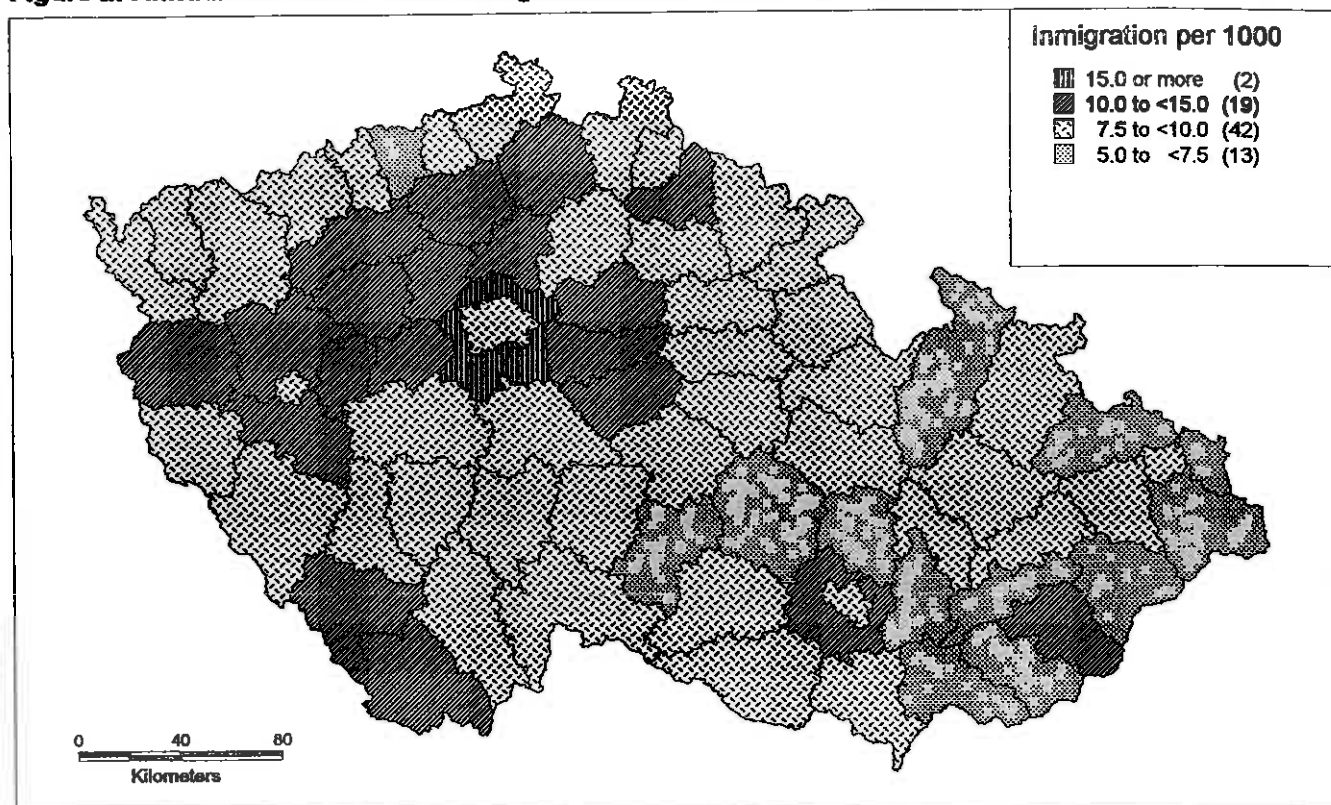 Inmigration per 1000
15.0 or more (2)
10.0 to <15.0 (19)
7.5 to <10.0 (42)
5.0 to <7.5 (13)
0 40 80
Kilometers